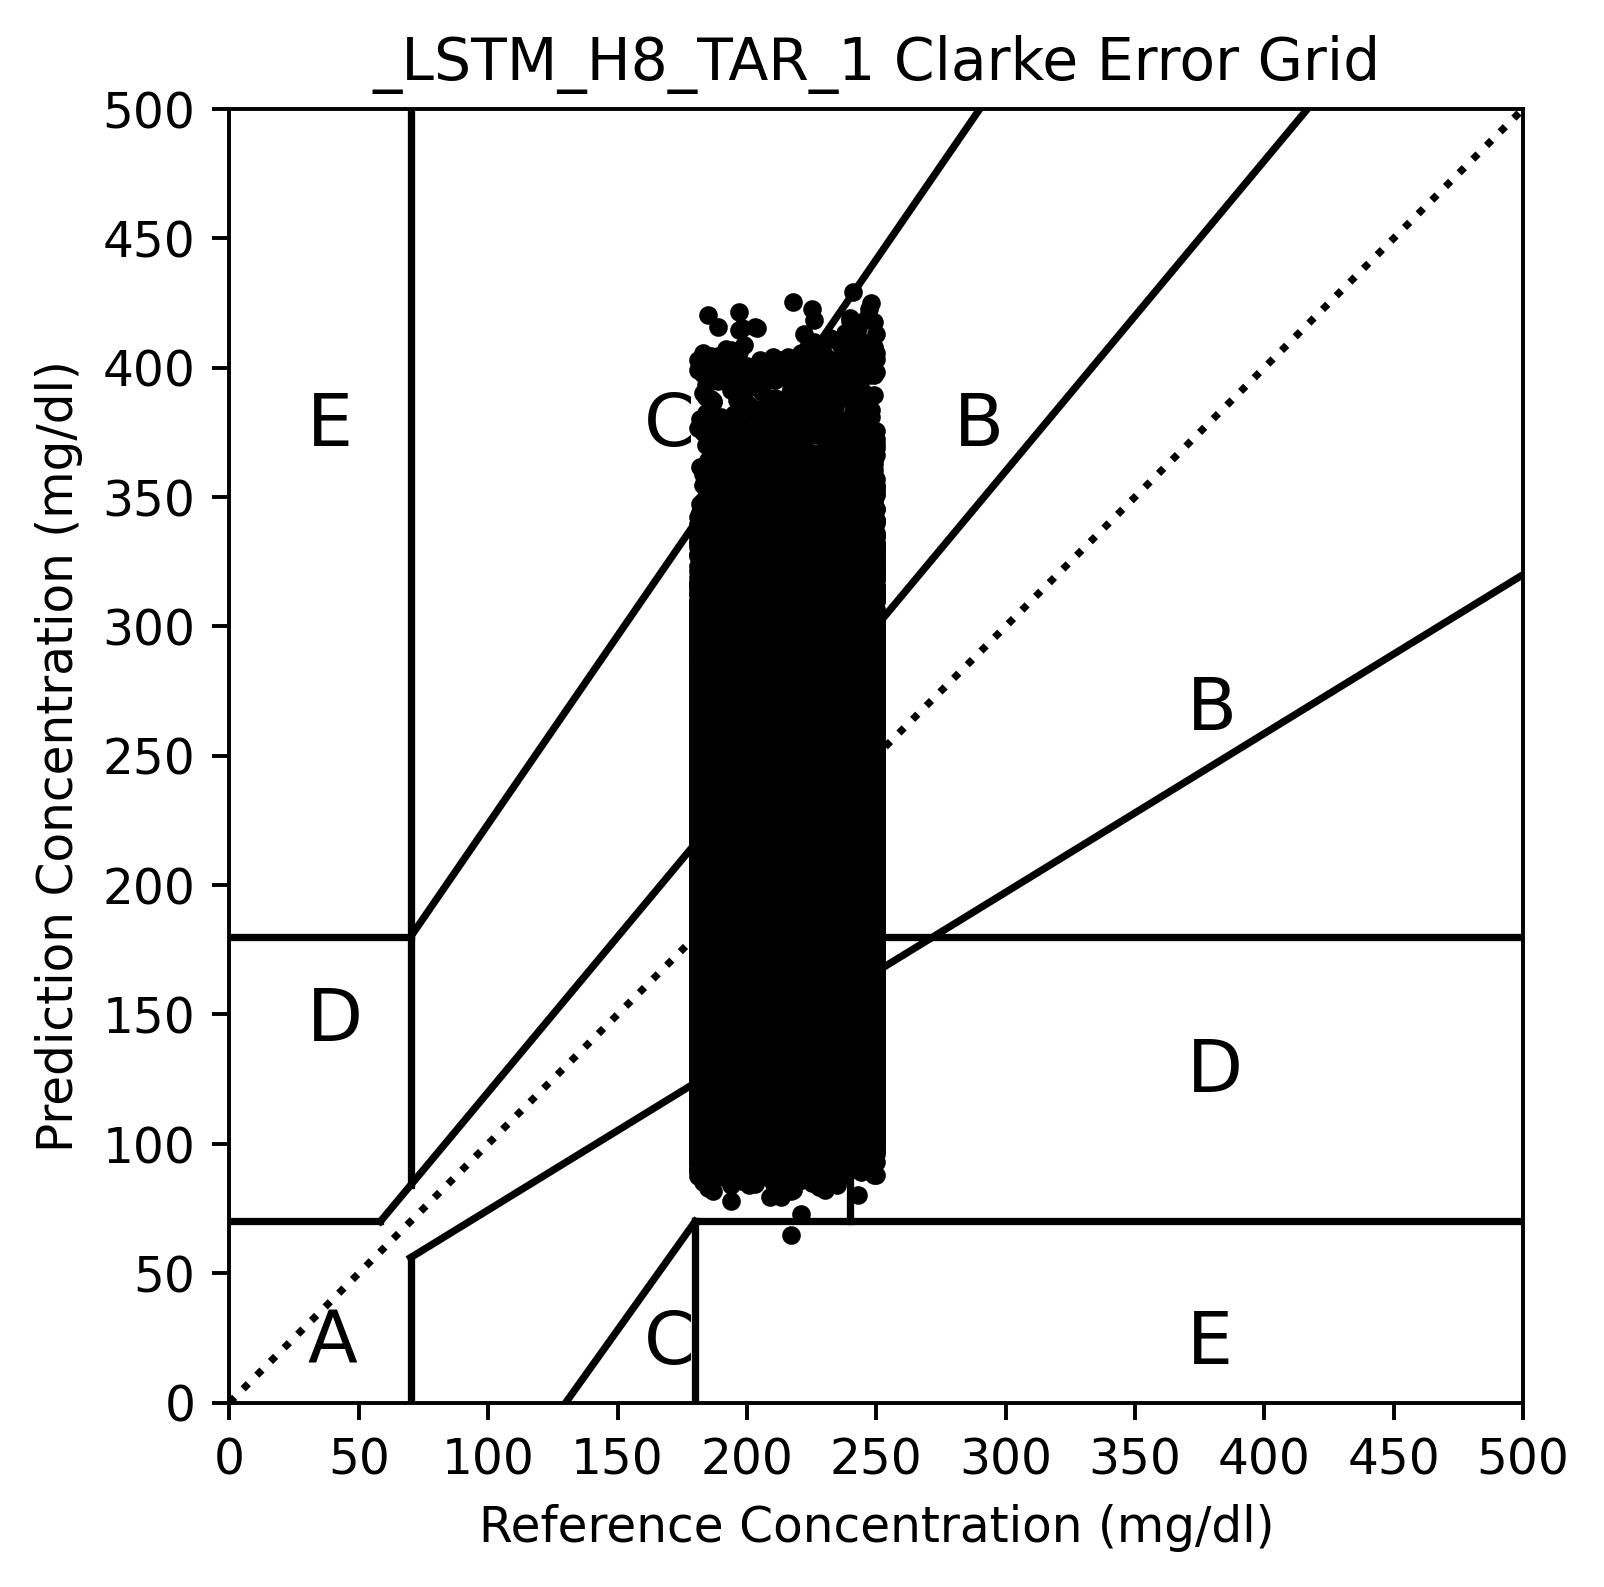 _LSTM_H8_TAR_1 Clarke Error Grid
500
450
400
350
300
250
200
150
100
50
0
Prediction Concentration (mg/dl)
E
C
B
B
D
D
A
C
E
0 50 100 150 200 250 300 350 400 450 500
Reference Concentration (mg/dl)